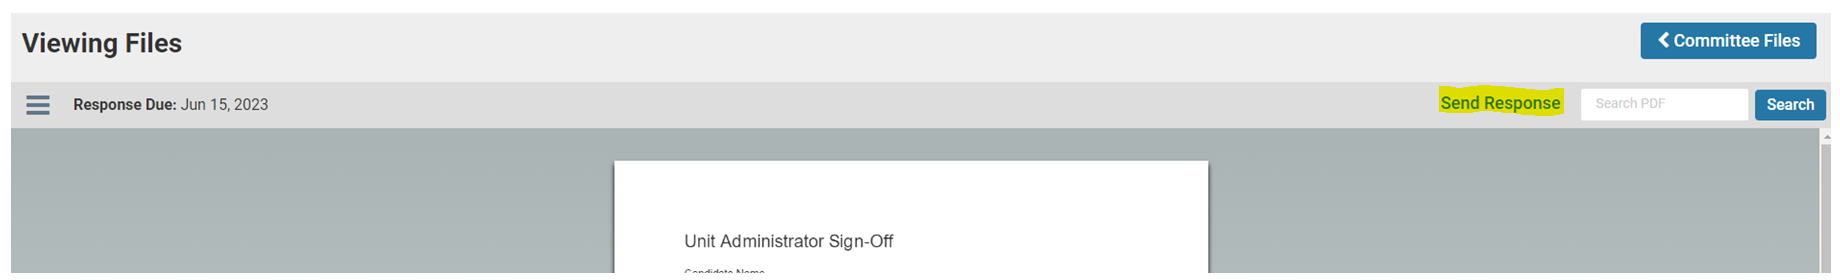 Viewing Files
Committee Files
Response Due: Jun 15, 2023
Send Response
Search PDF
Search
Unit Administrator Sign-Off
Candidate Name